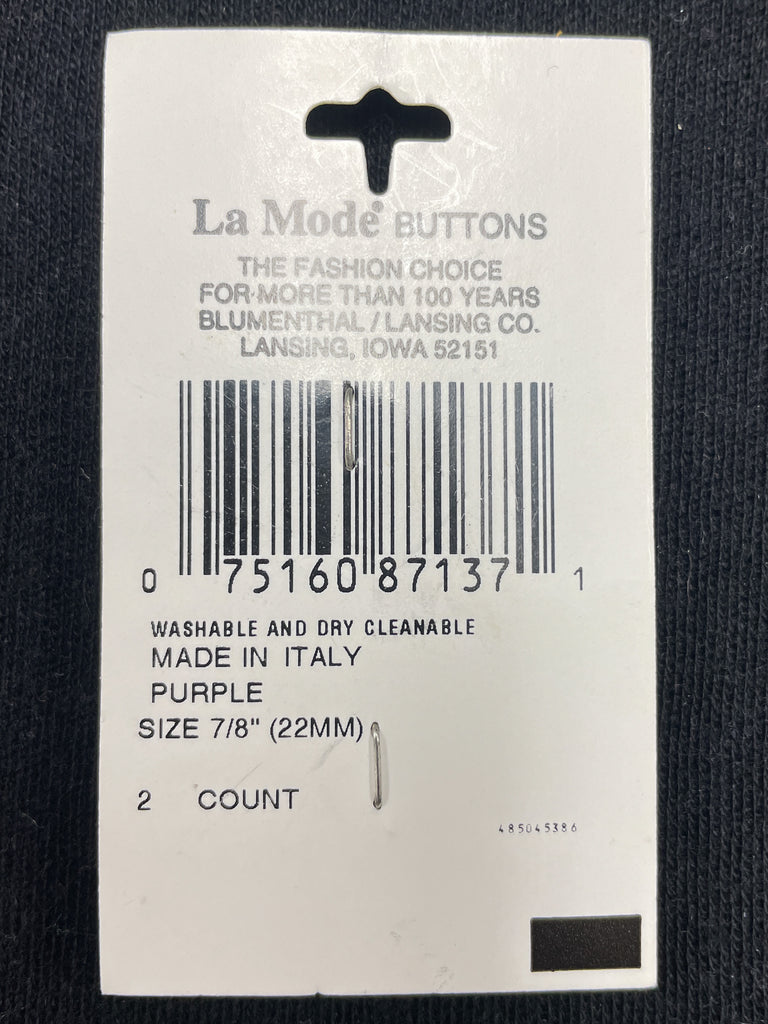 La Mode® BUTTONS
THE FASHION CHOICE
FOR MORE THAN 100 YEARS
BLUMENTHAL / LANSING CO.
LANSING, IOWA 52151
0 75160 87137 1
WASHABLE AND DRY CLEANABLE
MADE IN ITALY
PURPLE
SIZE 7/8" (22MM)
2 COUNT
485045386